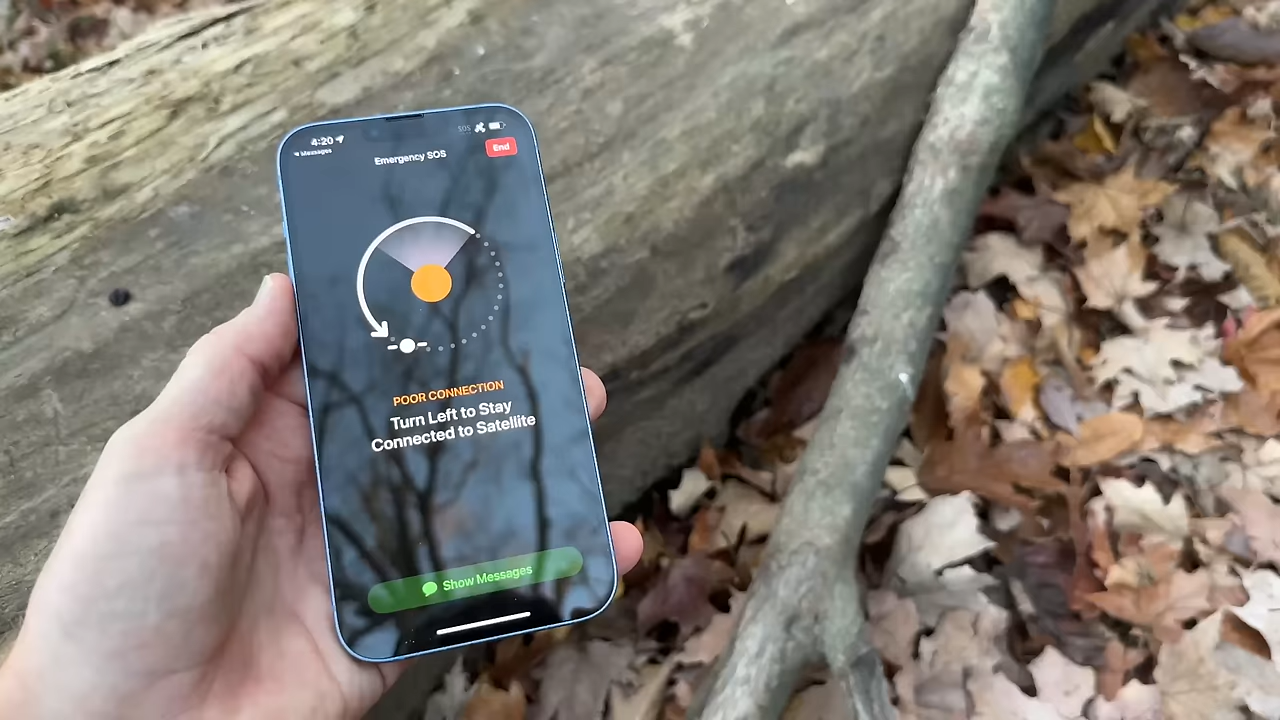 4:20
Messages
SOS
Emergency SOS
End
POOR CONNECTION
Turn Left to Stay
Connected to Satellite
Show Messages